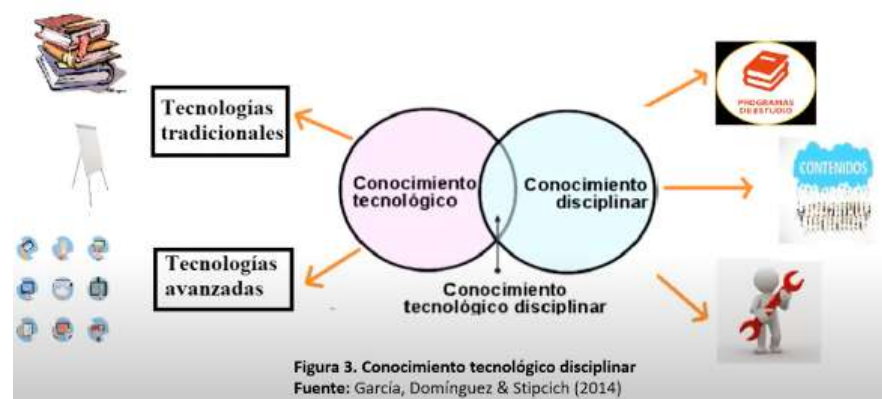 Tecnologías
tradicionales
Tecnologías
avanzadas
Conocimiento
tecnológico
Conocimiento
disciplinar
Conocimiento
tecnológico disciplinar
PROGRAMAS
DE ESTUDIO
CONTENIDOS
Figura 3. Conocimiento tecnológico disciplinar
Fuente: García, Domínguez & Stipcich (2014)